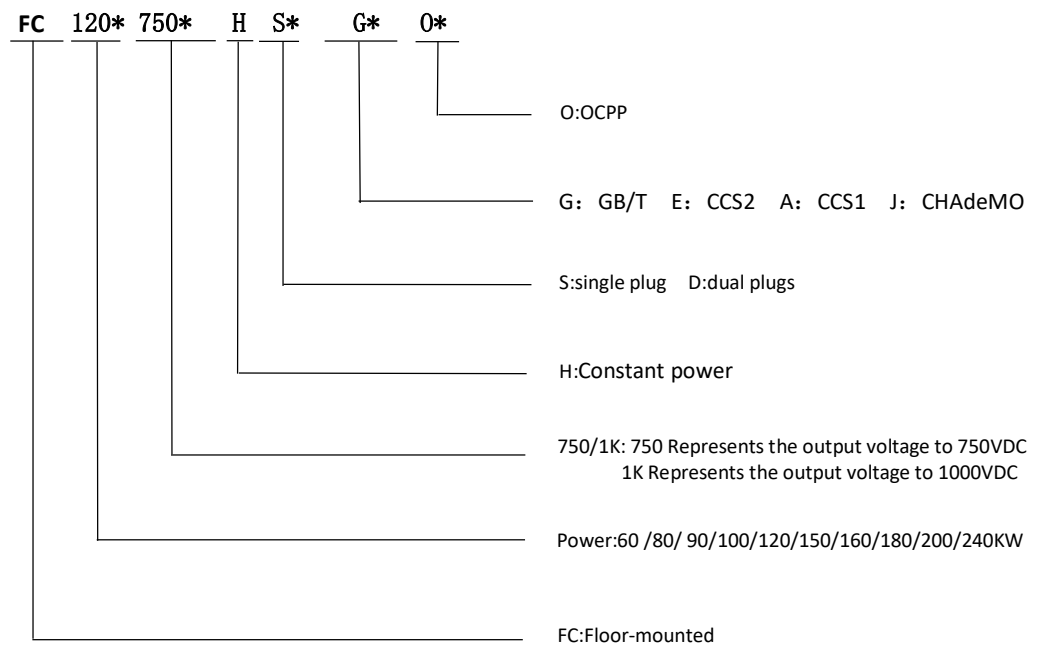 FC 120* 750* H S* G* O*
O:OCPP
G：GB/T E：CCS2 A：CCS1 J：CHAdeMO
S:single plug D:dual plugs
H:Constant power
750/1K: 750 Represents the output voltage to 750VDC
1K Represents the output voltage to 1000VDC
Power:60 /80/ 90/100/120/150/160/180/200/240KW
FC:Floor-mounted